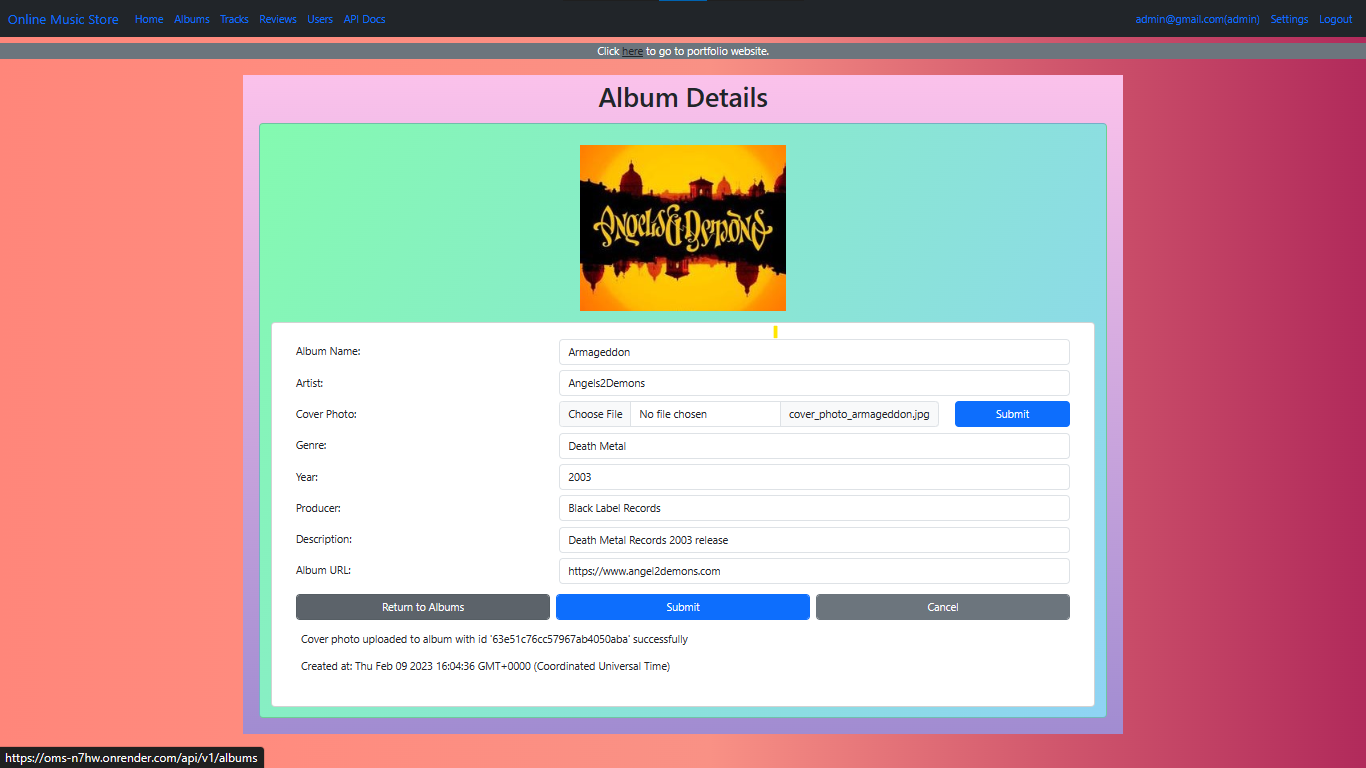 Online Music Store Home Albums Tracks Reviews Users API Docs admin@gmail.com(admin) Settings Logout
Click here to go to portfolio website.
Album Details
Angels&Demons
Album Name: Armageddon
Artist: Angels2Demons
Cover Photo: Choose File No file chosen cover_photo_armageddon.jpg Submit
Genre: Death Metal
Year: 2003
Producer: Black Label Records
Description: Death Metal Records 2003 release
Album URL: https://www.angel2demons.com
Return to Albums Submit Cancel
Cover photo uploaded to album with id '63e51c76cc57967ab4050aba' successfully
Created at: Thu Feb 09 2023 16:04:36 GMT+0000 (Coordinated Universal Time)
https://oms-n7hw.onrender.com/api/v1/albums